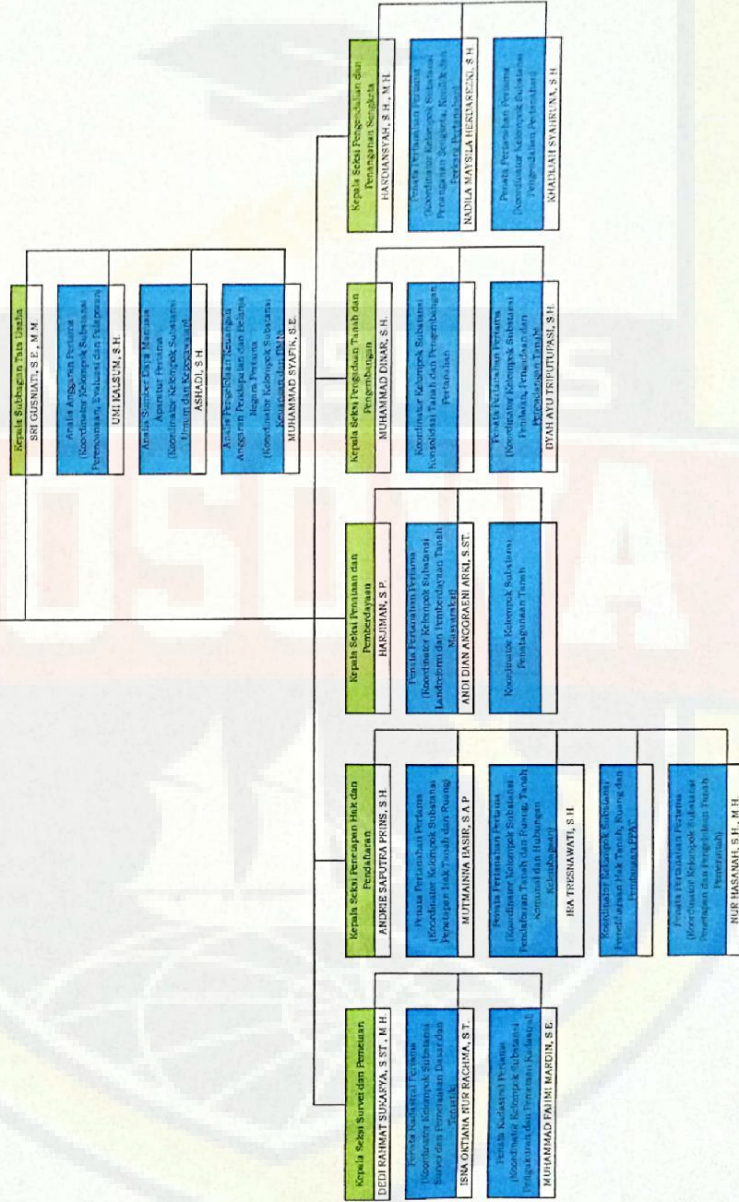 Kepala Subbagian Tata Usaha
SRI GUSNIATI, S.E., M.M.
Analis Anggaran Pertama
(Koordinator Kelompok Substansi
Perencanaan, Evaluasi dan Pelaporan)
UMI KALSUM, S.H.
Analis Sumber Daya Manusia
Aparatur Pertama
(Koordinator Kelompok Substansi
Umum dan Kepegawaian)
ASHADI, S.H.
Analis Pengelolaan Keuangan
Anggaran Pendapatan dan Belanja
Negara Pertama
(Koordinator Kelompok Substansi
Keuangan dan BMN)
MUHAMMAD SYAFIK, S.E.
Kepala Seksi Survei dan Pemetaan
DEDI RAHMAT SUKARYA, S.ST., M.H.
Penata Kadastral Pertama
(Koordinator Kelompok Substansi
Survei dan Pemetaan Dasar dan
Tematik)
ISNA OKTIANA NUR RACHMA, S.T.
Penata Kadastral Pertama
(Koordinator Kelompok Substansi
Pengukuran dan Pemetaan Kadastral)
MUHAMMAD FAHMI MARDIN, S.E.
Kepala Seksi Penetapan Hak dan
Pendaftaran
ANDRIE SAPUTRA PRINS, S.H.
Penata Pertanahan Pertama
(Koordinator Kelompok Substansi
Penetapan Hak Tanah dan Ruang)
MUTMAINNA BASIR, S.A.P.
Penata Pertanahan Pertama
(Koordinator Kelompok Substansi
Pendaftaran Tanah dan Ruang, Tanah
Komunal dan Hubungan
Kelembagaan)
IRA TRESNAWATI, S.H.
Koordinator Kelompok Substansi
Pemeliharaan Hak Tanah, Ruang dan
Pembinaan PPAT
Penata Pertanahan Pertama
(Koordinator Kelompok Substansi
Penetapan dan Pengelolaan Tanah
Pemerintah)
NUR HASANAH, S.H., M.H.
Kepala Seksi Penataan dan
Pemberdayaan
HARJIMAN, S.P.
Penata Pertanahan Pertama
(Koordinator Kelompok Substansi
Landreform dan Pemberdayaan Tanah
Masyarakat)
ANDI DIAN ANGGRAENI ARKI, S.ST.
Koordinator Kelompok Substansi
Penatagunaan Tanah
Kepala Seksi Pengadaan Tanah dan
Pengembangan
MUHAMMAD DINAR, S.H.
Koordinator Kelompok Substansi
Konsolidasi Tanah dan Pengembangan
Pertanahan
Penata Pertanahan Pertama
(Koordinator Kelompok Substansi
Penilaian, Pengadaan dan
Pencadangan Tanah)
DYAH AYU TRIPUTUPASI, S.H.
Kepala Seksi Pengendalian dan
Penanganan Sengketa
HARDIANSYAH, S.H., M.H.
Penata Pertanahan Pertama
(Koordinator Kelompok Substansi
Penanganan Sengketa, Konflik dan
Perkara Pertanahan)
NADILA MAYSILA HERDAREZKI, S.H.
Penata Pertanahan Pertama
(Koordinator Kelompok Substansi
Pengendalian Pertanahan)
KHADIJAH SYAHRUNA, S.H.